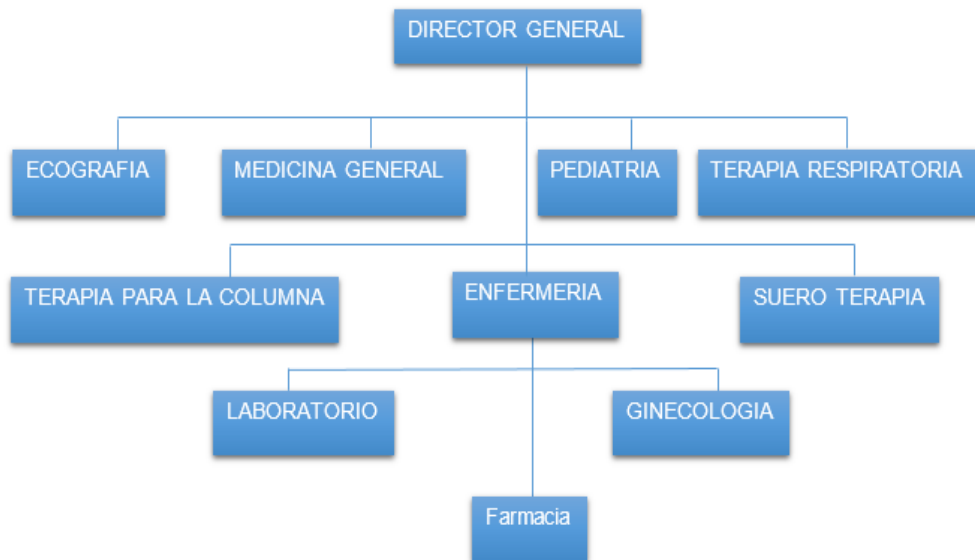 DIRECTOR GENERAL
ECOGRAFIA
MEDICINA GENERAL
PEDIATRIA
TERAPIA RESPIRATORIA
TERAPIA PARA LA COLUMNA
ENFERMERIA
SUERO TERAPIA
LABORATORIO
GINECOLOGIA
Farmacia